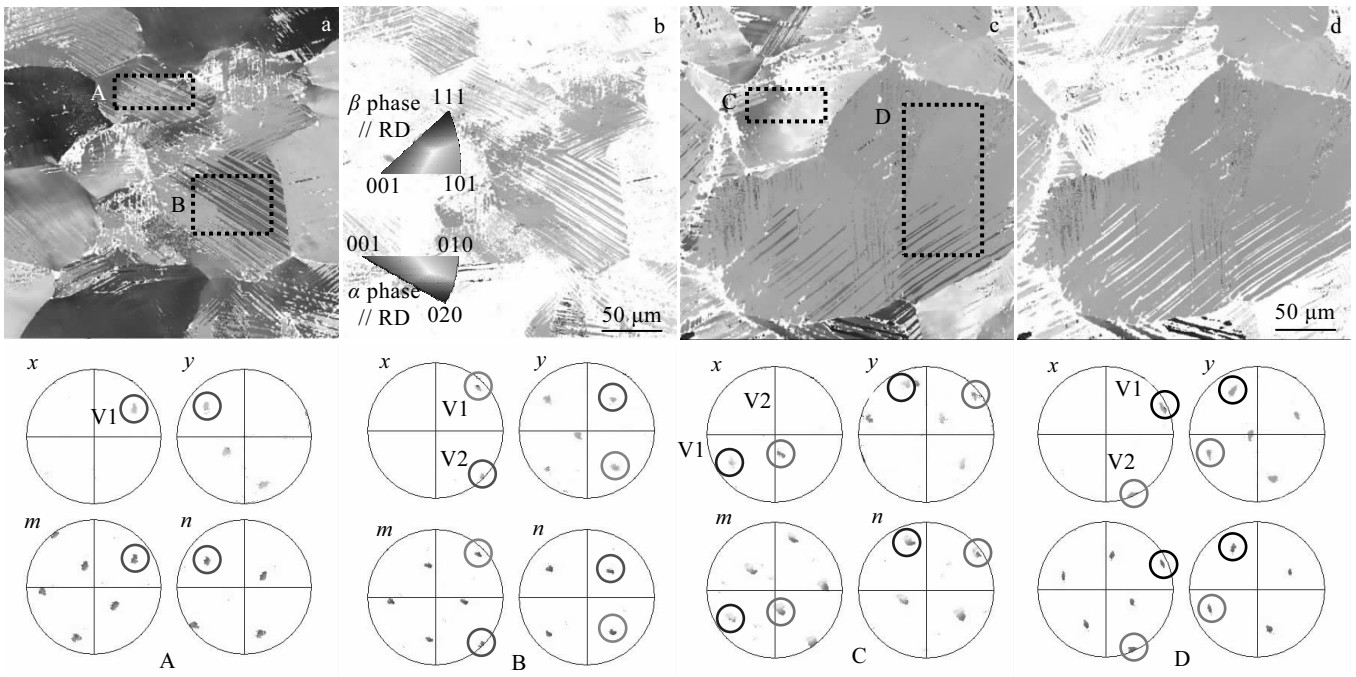 a
b
c
d
A
B
C
D
β phase
// RD
111
001
101
001
010
α phase
// RD
020
50 μm
50 μm
x
y
V1
m
n
A
x
y
V1
V2
m
n
B
x
y
V2
V1
m
n
C
x
y
V1
V2
D